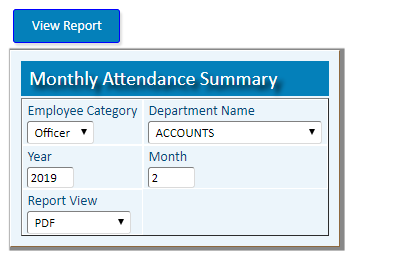 View Report
Monthly Attendance Summary
Employee Category Department Name
Officer ACCOUNTS
Year Month
2019 2
Report View
PDF